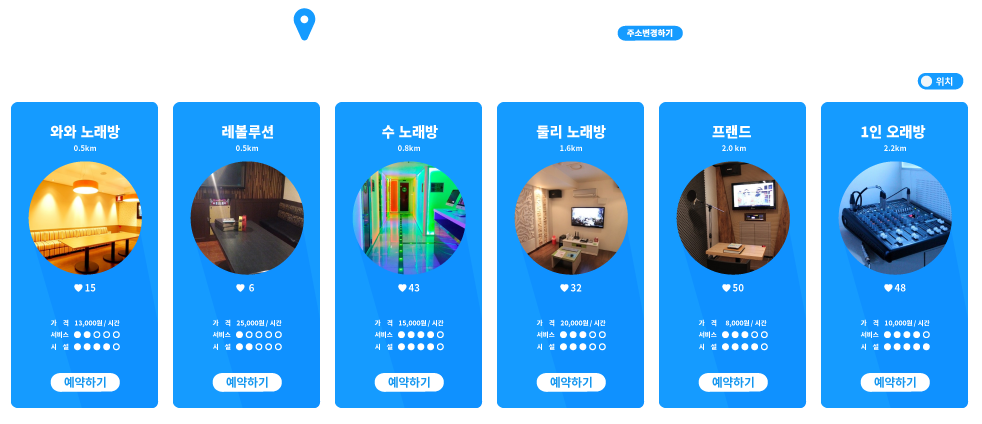 주소변경하기
위치
와와 노래방
0.5km
15
가 격 13,000원 / 시간
서비스
시 설
예약하기
레볼루션
0.5km
6
가 격 25,000원 / 시간
서비스
시 설
예약하기
수 노래방
0.8km
43
가 격 15,000원 / 시간
서비스
시 설
예약하기
둘리 노래방
1.6km
32
가 격 20,000원 / 시간
서비스
시 설
예약하기
프랜드
2.0 km
50
가 격 8,000원 / 시간
서비스
시 설
예약하기
1인 오래방
2.2km
48
가 격 10,000원 / 시간
서비스
시 설
예약하기